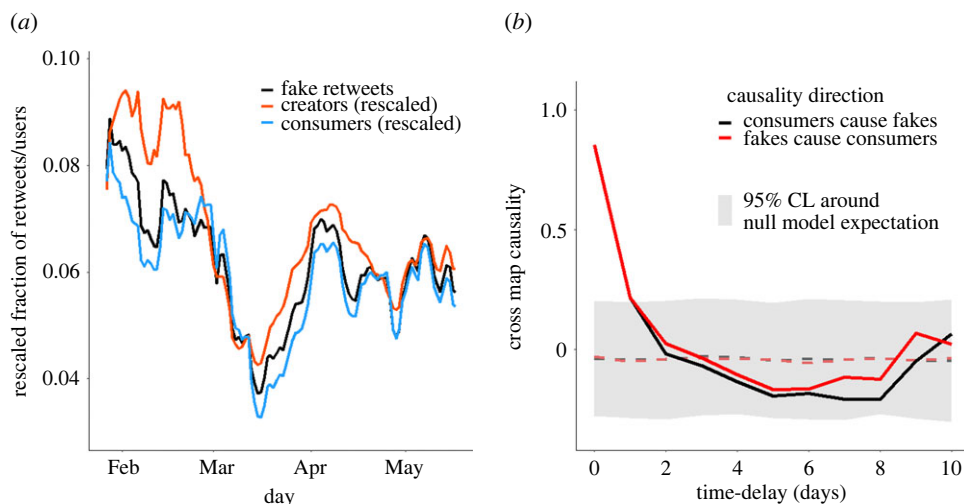 (a)
0.10
0.08
0.06
0.04
rescaled fraction of retweets/users
fake retweets
creators (rescaled)
consumers (rescaled)
Feb
Mar
Apr
May
day
(b)
1.0
0.5
0
cross map causality
causality direction
consumers cause fakes
fakes cause consumers
95% CL around
null model expectation
0
2
4
6
8
10
time-delay (days)